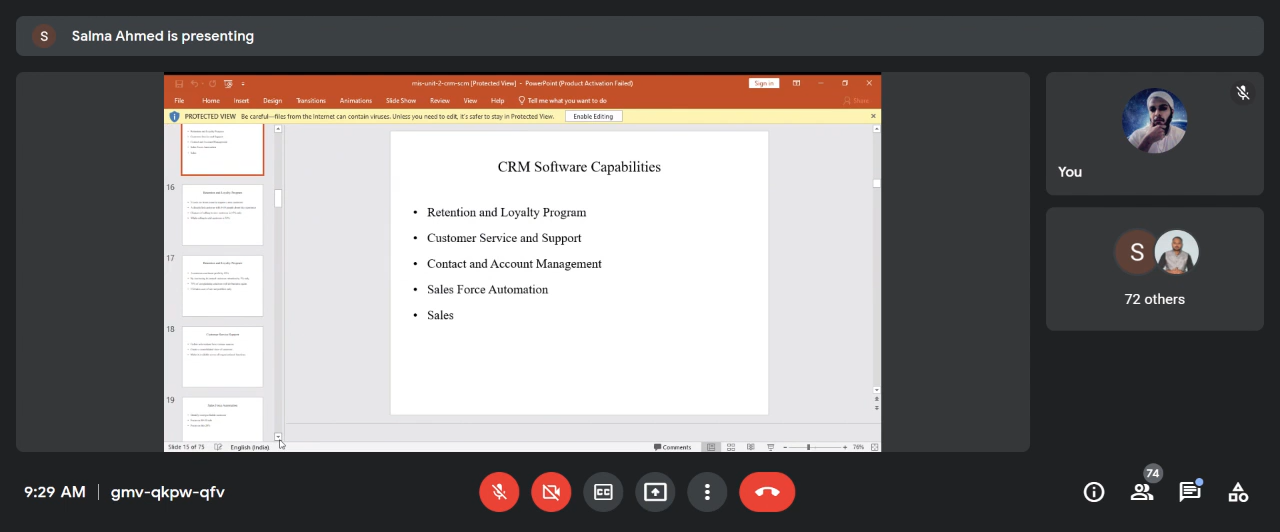 S Salma Ahmed is presenting
mis-unit-2-crm-scm [Protected View] - PowerPoint (Product Activation Failed)
Sign in
File Home Insert Design Transitions Animations Slide Show Review View Help Tell me what you want to do Share
PROTECTED VIEW Be careful—files from the Internet can contain viruses. Unless you need to edit, it's safer to stay in Protected View. Enable Editing
16
17
18
19
CRM Software Capabilities
• Retention and Loyalty Program
• Customer Service and Support
• Contact and Account Management
• Sales Force Automation
• Sales
Slide 15 of 75 English (India) Comments 76%
You
S
72 others
9:29 AM | gmv-qkpw-qfv
CC
74